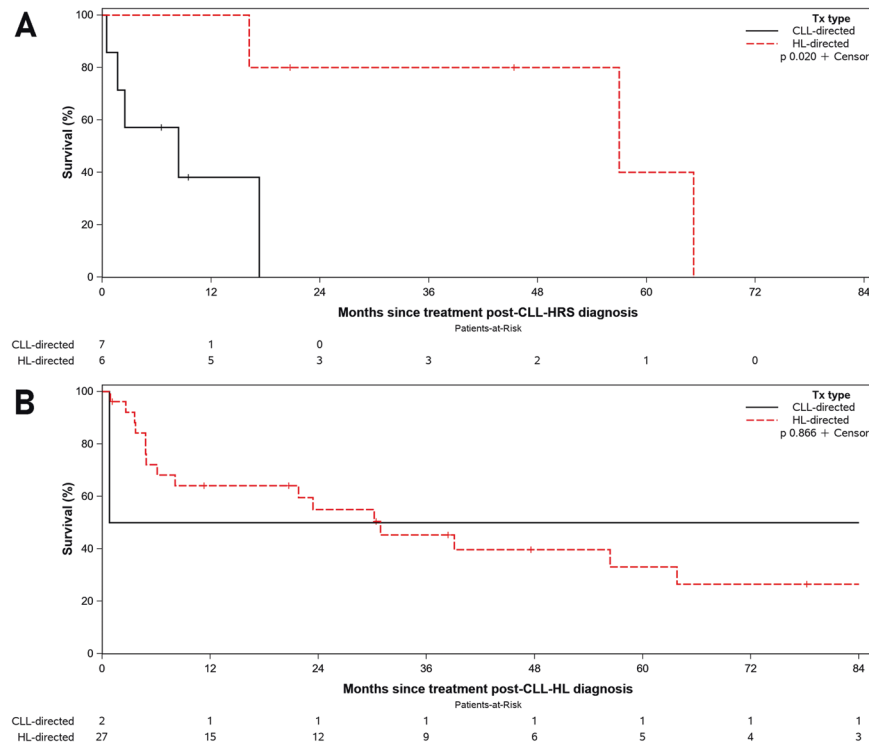 A
Tx type
CLL-directed
HL-directed
p 0.020 + Censor
100
80
60
40
20
0
Survival (%)
0 12 24 36 48 60 72 84
Months since treatment post-CLL-HRS diagnosis
Patients-at-Risk
CLL-directed 7 1 0
HL-directed 6 5 3 3 2 1 0
B
Tx type
CLL-directed
HL-directed
p 0.866 + Censor
100
80
60
40
20
0
Survival (%)
0 12 24 36 48 60 72 84
Months since treatment post-CLL-HL diagnosis
Patients-at-Risk
CLL-directed 2 1 1 1 1 1 1 1
HL-directed 27 15 12 9 6 5 4 3